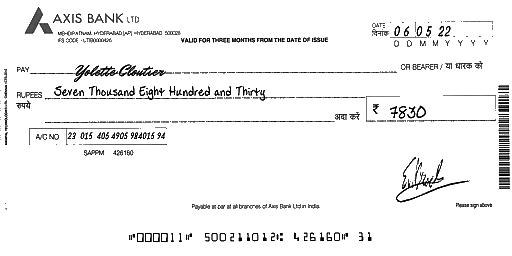 AXIS BANK LTD
MEHDIPATNAM, HYDERABAD [AP] - HYDERABAD 500028
IFS CODE - UTIB0000426
VALID FOR THREE MONTHS FROM THE DATE OF ISSUE
DATE दिनांक 06 05 22
D D M M Y Y Y Y
PAY Yolette Cloutier OR BEARER / या धारक को
RUPEES Seven Thousand Eight Hundred and Thirty
रुपये अदा करें ₹ 7830
A/C NO 23 015 405 4905 984015 94
SAPPM 426160
Payable at par at all branches of Axis Bank Ltd in India.
Please sign above
⑈000011⑈ 500211012⑆ 426160⑈ 31